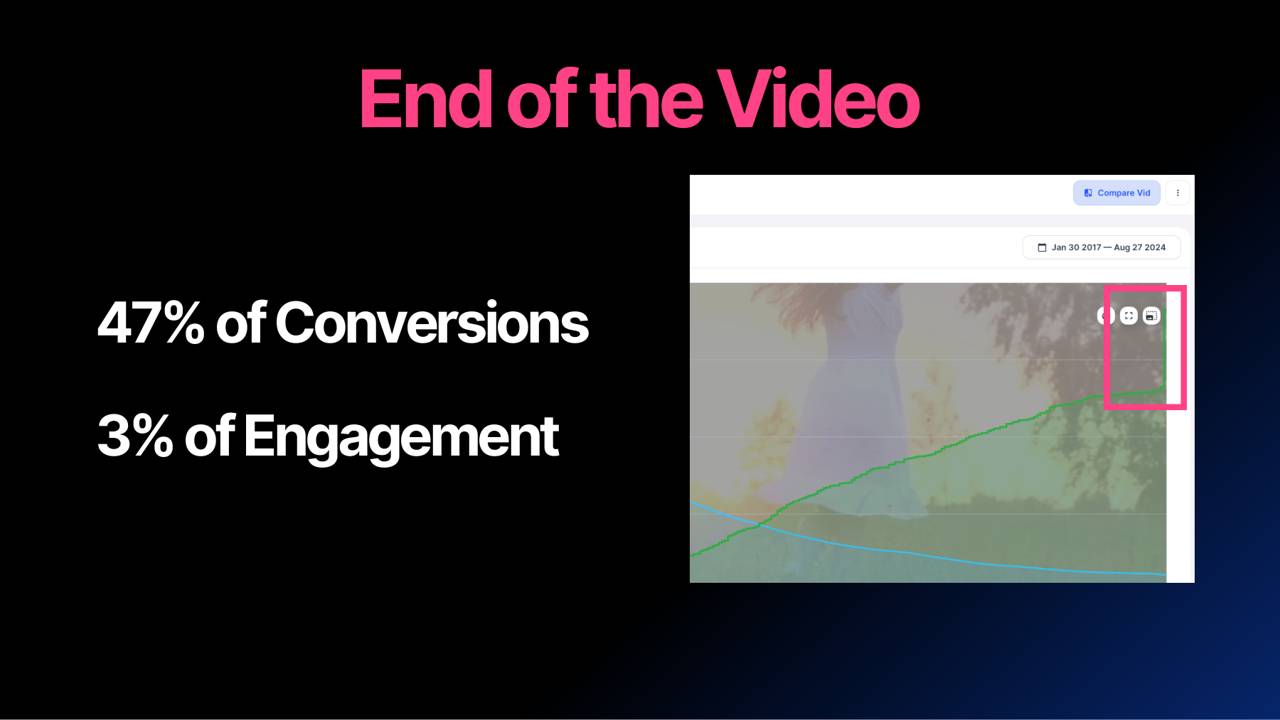 End of the Video
47% of Conversions
3% of Engagement
Compare Vid
Jan 30 2017 — Aug 27 2024